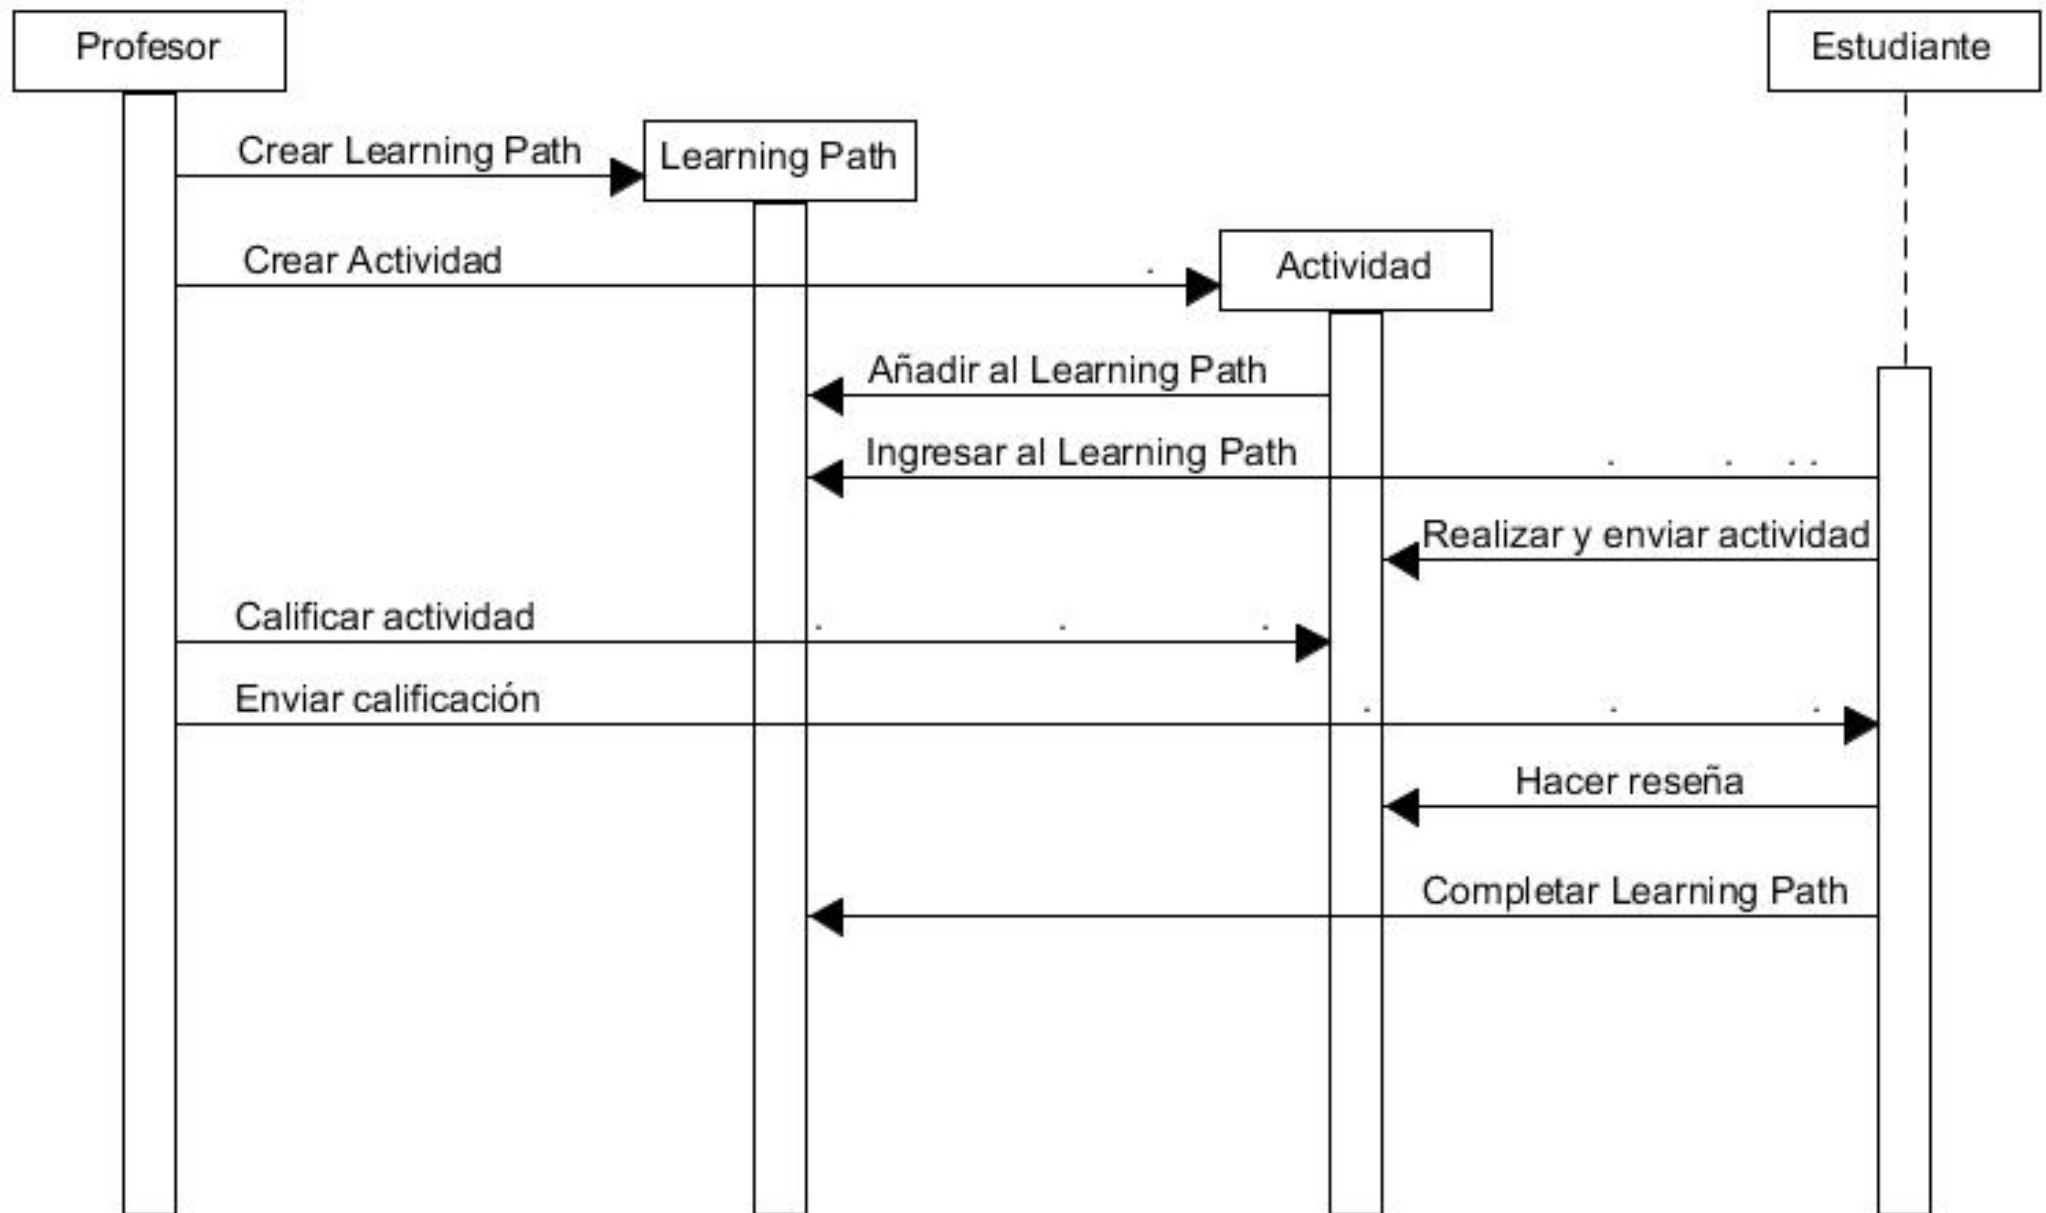 Profesor
Estudiante
Crear Learning Path
Learning Path
Crear Actividad
Actividad
Añadir al Learning Path
Ingresar al Learning Path
Realizar y enviar actividad
Calificar actividad
Enviar calificación
Hacer reseña
Completar Learning Path